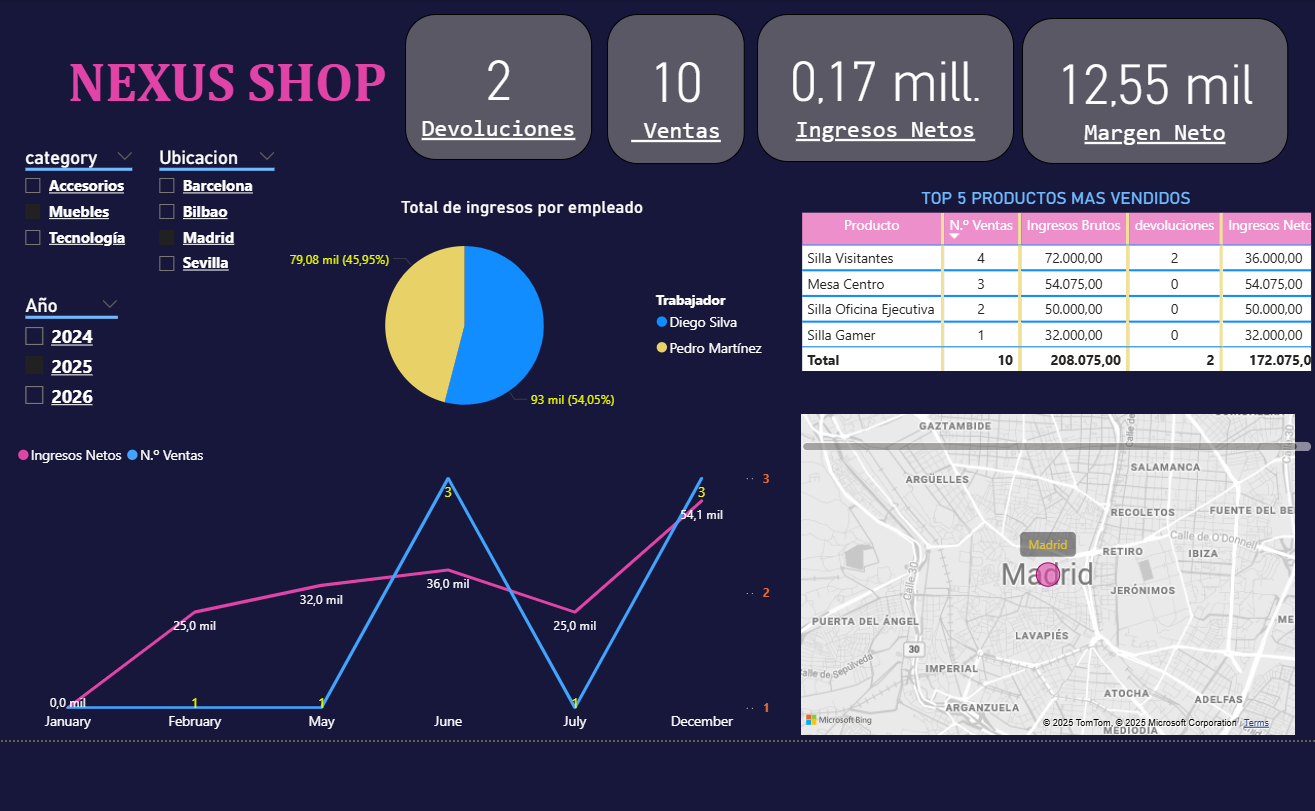 NEXUS SHOP
2
Devoluciones
10
Ventas
0,17 mill.
Ingresos Netos
12,55 mil
Margen Neto
category
Accesorios
Muebles
Tecnología
Ubicacion
Barcelona
Bilbao
Madrid
Sevilla
Año
2024
2025
2026
Total de ingresos por empleado
79,08 mil (45,95%)
93 mil (54,05%)
Trabajador
Diego Silva
Pedro Martínez
TOP 5 PRODUCTOS MAS VENDIDOS
Producto N.º Ventas Ingresos Brutos devoluciones Ingresos Neto
Silla Visitantes 4 72.000,00 2 36.000,00
Mesa Centro 3 54.075,00 0 54.075,00
Silla Oficina Ejecutiva 2 50.000,00 0 50.000,00
Silla Gamer 1 32.000,00 0 32.000,00
Total 10 208.075,00 2 172.075,0
Ingresos Netos N.º Ventas
3
2
1
3
3
54,1 mil
36,0 mil
32,0 mil
25,0 mil
25,0 mil
0,0 mil
1
1
1
January February May June July December
GAZTAMBIDE
Calle de
Calle 30
SALAMANCA
ARGÜELLES
RECOLETOS
FUENTE DEL BE
Calle de O'Donnell
Madrid
RETIRO
IBIZA
Madrid
Calle 30
JERÓNIMOS
PUERTA DEL ÁNGEL
ME
LAVAPIÉS
30
Calle de Sepúlveda
IMPERIAL
ATOCHA
ADELFAS
ARGANZUELA
Microsoft Bing
© 2025 TomTom, © 2025 Microsoft Corporation Terms
MEDIODÍA